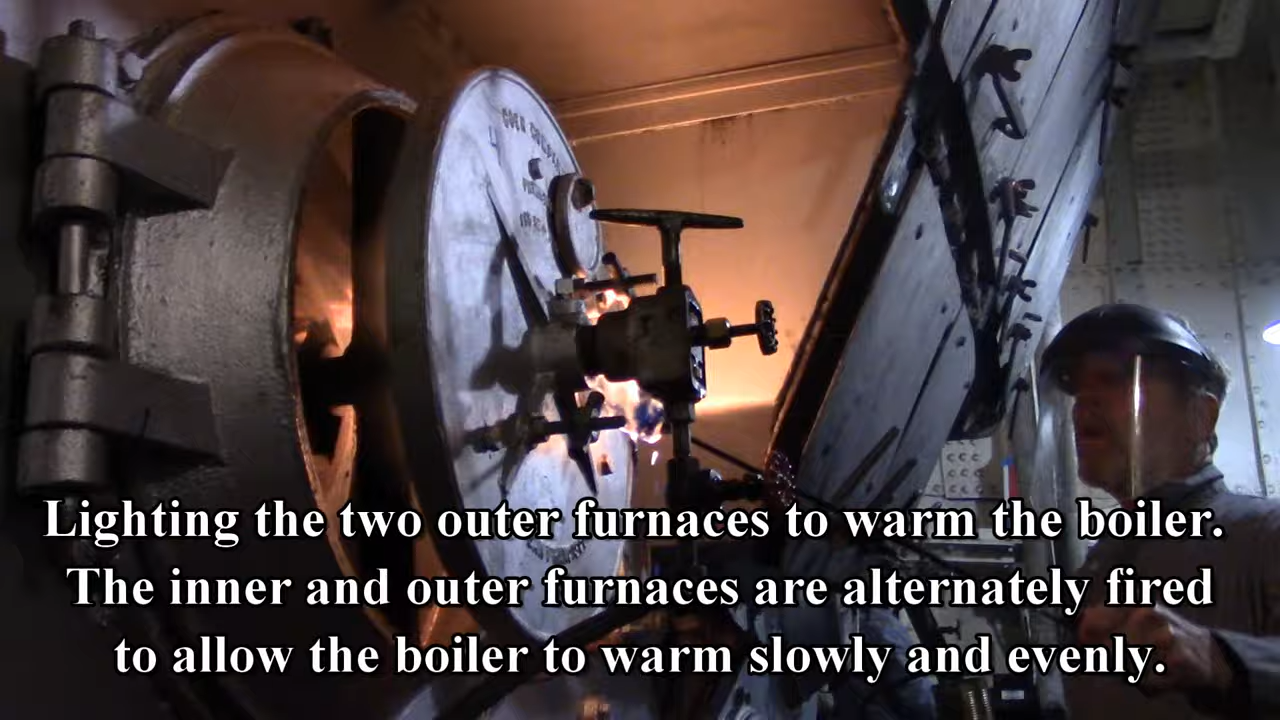 Lighting the two outer furnaces to warm the boiler.
The inner and outer furnaces are alternately fired
to allow the boiler to warm slowly and evenly.